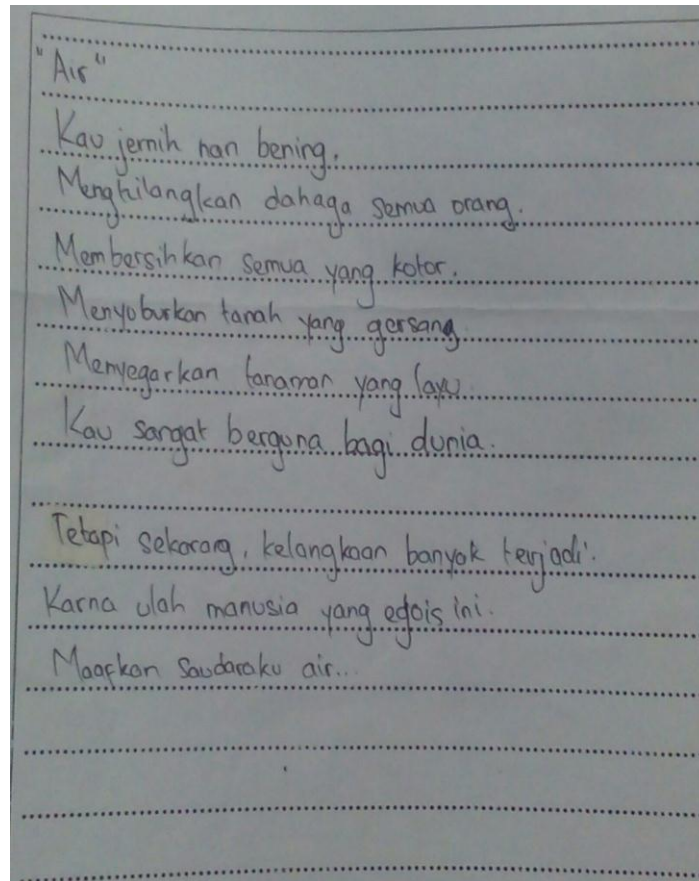 "Air"
Kau jernih nan bening.
Menghilangkan dahaga semua orang.
Membersihkan semua yang kotor.
Menyuburkan tanah yang gersang.
Menyegarkan tanaman yang layu.
Kau sangat berguna bagi dunia.
Tetapi sekarang, kelangkaan banyak terjadi.
Karna ulah manusia yang egois ini.
Maafkan Saudaraku air...